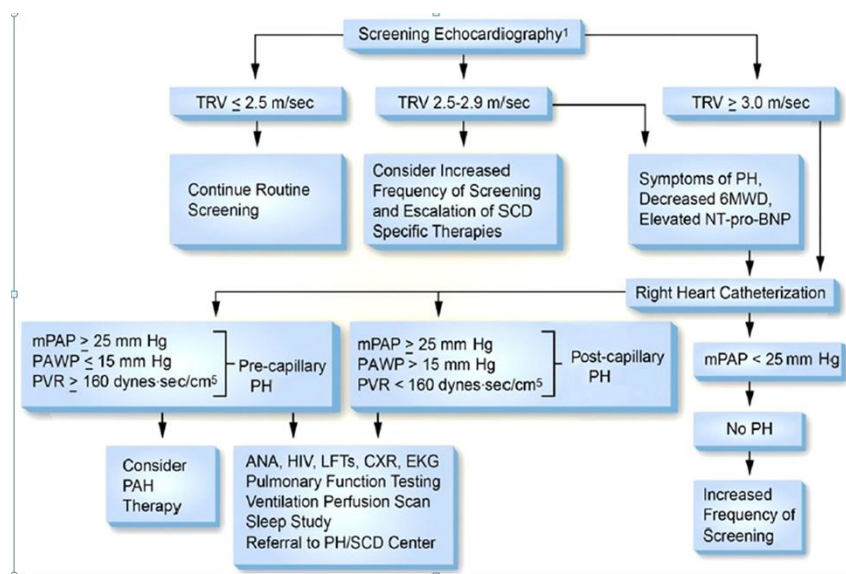 Screening Echocardiography¹
TRV ≤ 2.5 m/sec
TRV 2.5-2.9 m/sec
TRV ≥ 3.0 m/sec
Continue Routine
Screening
Consider Increased
Frequency of Screening
and Escalation of SCD
Specific Therapies
Symptoms of PH,
Decreased 6MWD,
Elevated NT-pro-BNP
Right Heart Catheterization
mPAP ≥ 25 mm Hg
PAWP ≤ 15 mm Hg
PVR ≥ 160 dynes·sec/cm⁵
Pre-capillary
PH
mPAP ≥ 25 mm Hg
PAWP > 15 mm Hg
PVR < 160 dynes·sec/cm⁵
Post-capillary
PH
mPAP < 25 mm Hg
No PH
Increased
Frequency of
Screening
Consider
PAH
Therapy
ANA, HIV, LFTs, CXR, EKG
Pulmonary Function Testing
Ventilation Perfusion Scan
Sleep Study
Referral to PH/SCD Center